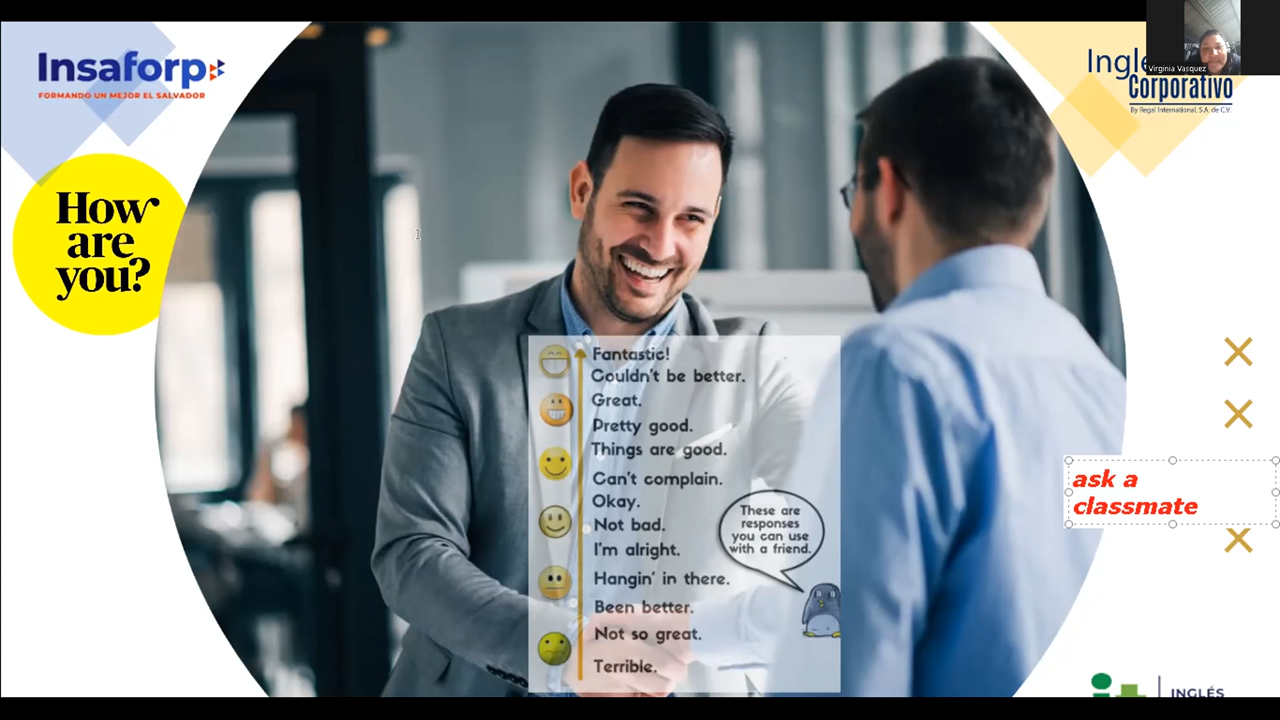 Insaforp
FORMANDO UN MEJOR EL SALVADOR
Virginia Vasquez
Corporativo
By Regal International, S.A. de C.V.
How
are
you?
Fantastic!
Couldn't be better.
Great.
Pretty good.
Things are good.
Can't complain.
Okay.
Not bad.
I'm alright.
Hangin' in there.
Been better.
Not so great.
Terrible.
These are
responses
you can use
with a friend.
ask a
classmate
INGLÉS